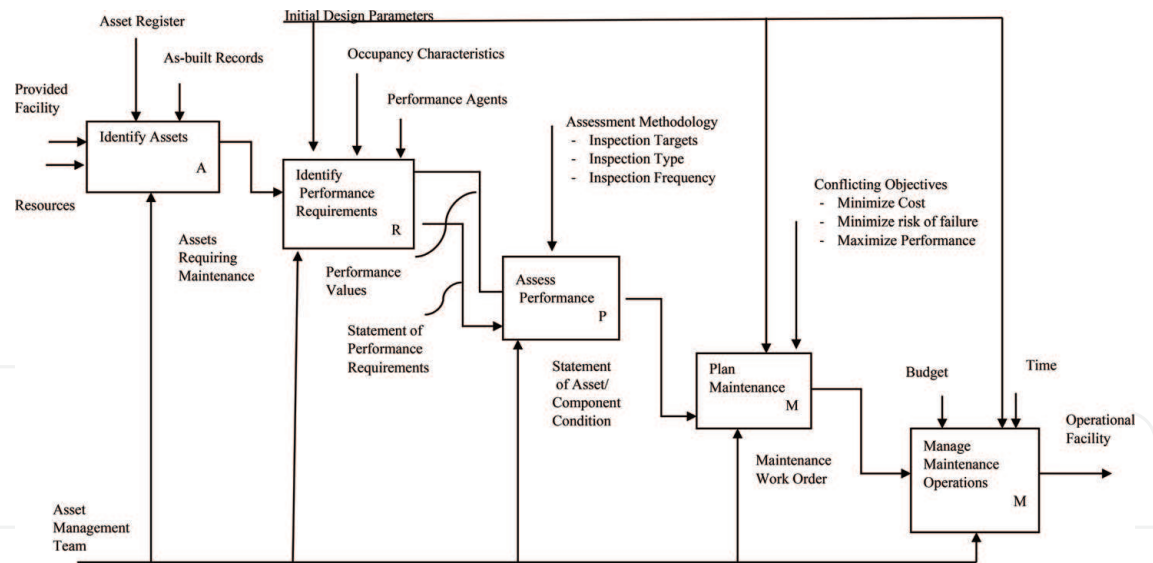 Asset Register
Initial Design Parameters
As-built Records
Occupancy Characteristics
Provided
Facility
Performance Agents
Identify Assets
A
Assessment Methodology
- Inspection Targets
- Inspection Type
- Inspection Frequency
Identify
Performance
Requirements
R
Conflicting Objectives
- Minimize Cost
- Minimize risk of failure
- Maximize Performance
Resources
Assets
Requiring
Maintenance
Performance
Values
Assess
Performance
P
Statement of
Performance
Requirements
Statement
of Asset/
Component
Condition
Plan
Maintenance
M
Budget
Time
Operational
Facility
Maintenance
Work Order
Manage
Maintenance
Operations
M
Asset
Management
Team